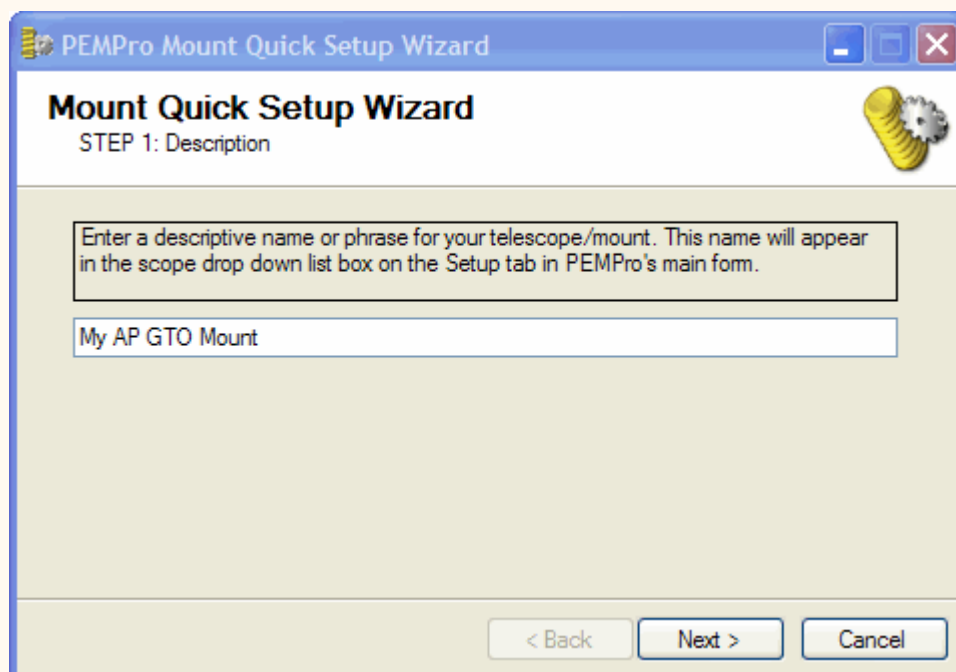 PEMPro Mount Quick Setup Wizard
Mount Quick Setup Wizard
STEP 1: Description
Enter a descriptive name or phrase for your telescope/mount. This name will appear
in the scope drop down list box on the Setup tab in PEMPro's main form.
My AP GTO Mount
< Back
Next >
Cancel